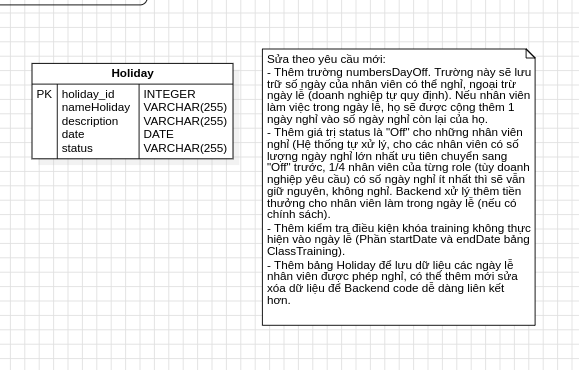 Holiday
PK holiday_id INTEGER
nameHoliday VARCHAR(255)
description VARCHAR(255)
date DATE
status VARCHAR(255)
Sửa theo yêu cầu mới:
- Thêm trường numbersDayOff. Trường này sẽ lưu
trữ số ngày của nhân viên có thể nghỉ, ngoại trừ
ngày lễ (doanh nghiệp tự quy định). Nếu nhân viên
làm việc trong ngày lễ, họ sẽ được cộng thêm 1
ngày nghỉ vào số ngày nghỉ còn lại của họ.
- Thêm giá trị status là "Off" cho những nhân viên
nghỉ (Hệ thống tự xử lý, cho các nhân viên có số
lượng ngày nghỉ lớn nhất ưu tiên chuyển sang
"Off" trước, 1/4 nhân viên của từng role (tùy doanh
nghiệp yêu cầu) có số ngày nghỉ ít nhất thì sẽ vẫn
giữ nguyên, không nghỉ. Backend xử lý thêm tiền
thưởng cho nhân viên làm trong ngày lễ (nếu có
chính sách).
- Thêm kiểm tra điều kiện khóa training không thực
hiện vào ngày lễ (Phần startDate và endDate bảng
ClassTraining).
- Thêm bảng Holiday để lưu dữ liệu các ngày lễ
nhân viên được phép nghỉ, có thể thêm mới sửa
xóa dữ liệu để Backend code dễ dàng liên kết
hơn.